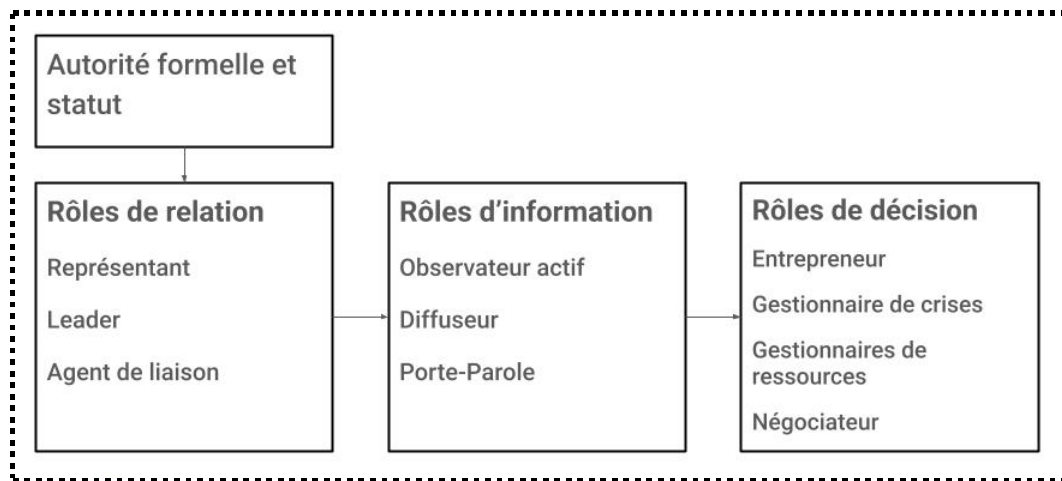 Autorité formelle et
statut
Rôles de relation
Représentant
Leader
Agent de liaison
Rôles d’information
Observateur actif
Diffuseur
Porte-Parole
Rôles de décision
Entrepreneur
Gestionnaire de crises
Gestionnaires de
ressources
Négociateur